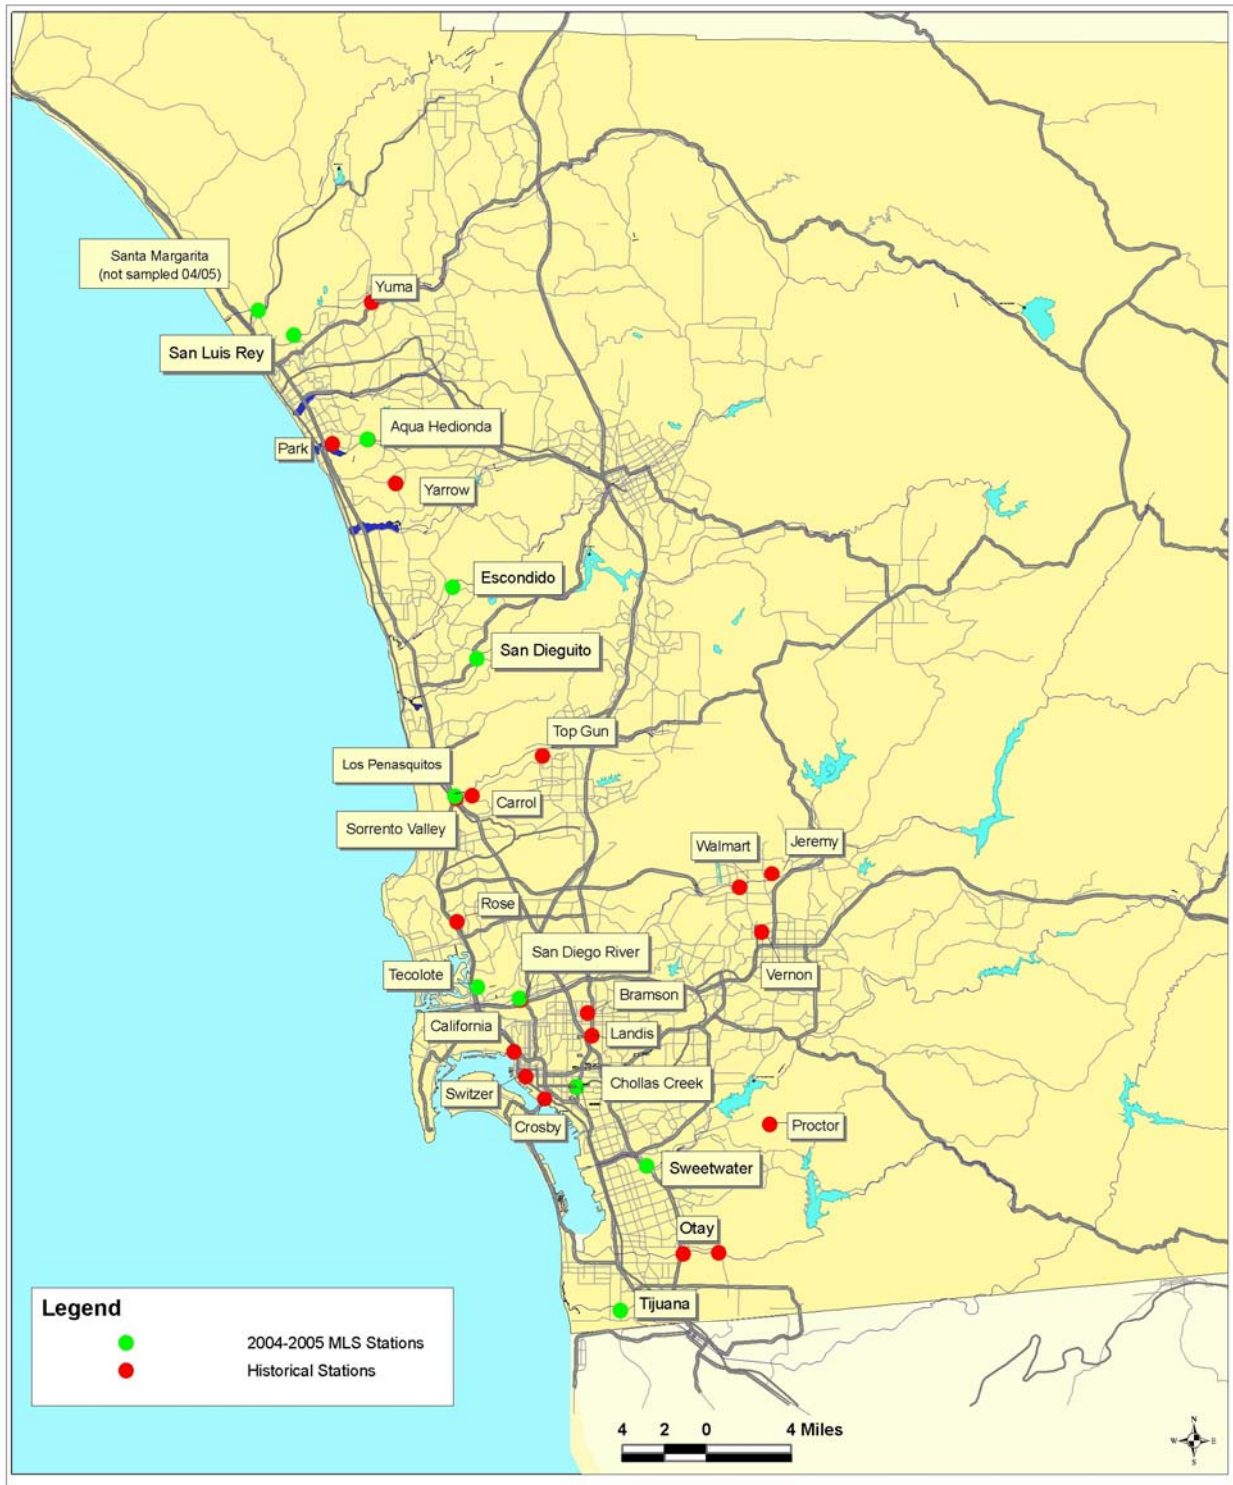 Santa Margarita
(not sampled 04/05)
Yuma
San Luis Rey
Aqua Hedionda
Park
Yarrow
Escondido
San Dieguito
Top Gun
Los Penasquitos
Carrol
Sorrento Valley
Walmart
Jeremy
Rose
San Diego River
Tecolote
Vernon
Bramson
California
Landis
Chollas Creek
Switzer
Crosby
Proctor
Sweetwater
Otay
Tijuana
Legend
2004-2005 MLS Stations
Historical Stations
4 2 0 4 Miles
N
W E
S